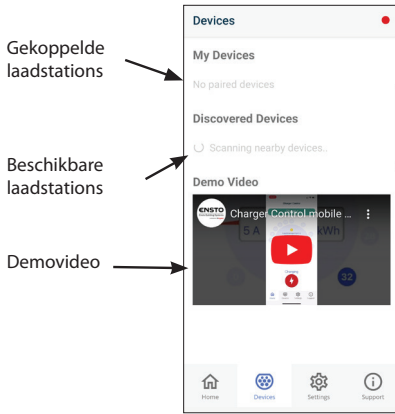 Devices
Gekoppelde
laadstations
My Devices
No paired devices
Discovered Devices
Scanning nearby devices..
Beschikbare
laadstations
Demo Video
ENSTO
Charger Control mobile ...
5 A
kWh
Demovideo
Charging
32
Home
Devices
Settings
Support